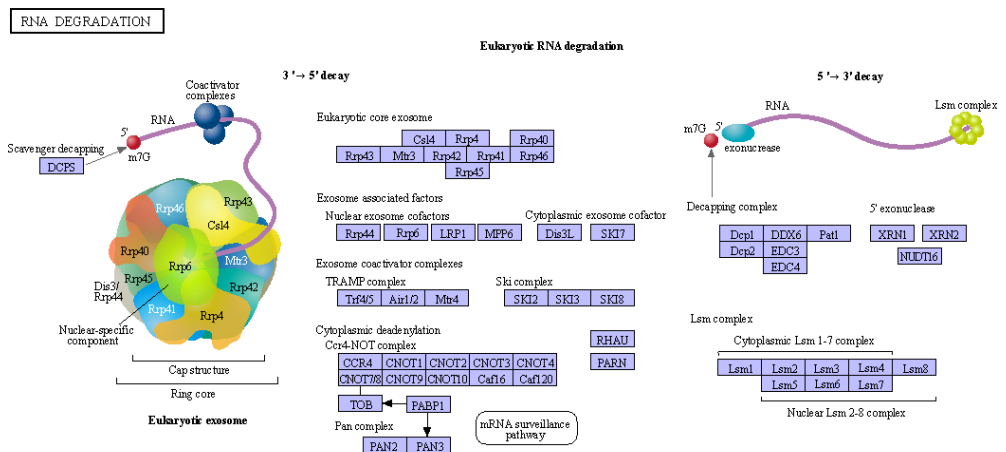 RNA DEGRADATION
Eukaryotic RNA degradation
3'→5' decay
5'→3' decay
Coactivator
complexes
RNA
5'
m7G
Scavenger decapping
DCPS
Rrp46
Rrp43
Csl4
Rrp40
Rrp6
Mtr3
Rrp45
Dis3/
Rrp44
Rrp42
Rrp41
Rrp4
Nuclear-specific
component
Cap structure
Ring core
Eukaryotic exosome
Eukaryotic core exosome
Csl4 Rrp4 Rrp40
Rrp43 Mtr3 Rrp42 Rrp41 Rrp46
Rrp45
Exosome associated factors
Nuclear exosome cofactors
Rrp44 Rrp6 LRP1 MPP6
Cytoplasmic exosome cofactor
Dis3L SKI7
Exosome coactivator complexes
TRAMP complex
Trf4/5 Air1/2 Mtr4
Ski complex
SKI2 SKI3 SKI8
Cytoplasmic deadenylation
Ccr4-NOT complex
CCR4 CNOT1 CNOT2 CNOT3 CNOT4
CNOT7/8 CNOT9 CNOT10 Caf16 Caf120
RHAU
PARN
TOB PABP1
Pan complex
PAN2 PAN3
mRNA surveillance
pathway
RNA
Lsm complex
m7G 5'
exonucrease
Decapping complex
Dcp1 DDX6 Pat1
Dcp2 EDC3
EDC4
5' exonuclease
XRN1 XRN2
NUDT16
Lsm complex
Cytoplasmic Lsm 1-7 complex
Lsm1 Lsm2 Lsm3 Lsm4 Lsm8
Lsm5 Lsm6 Lsm7
Nuclear Lsm 2-8 complex